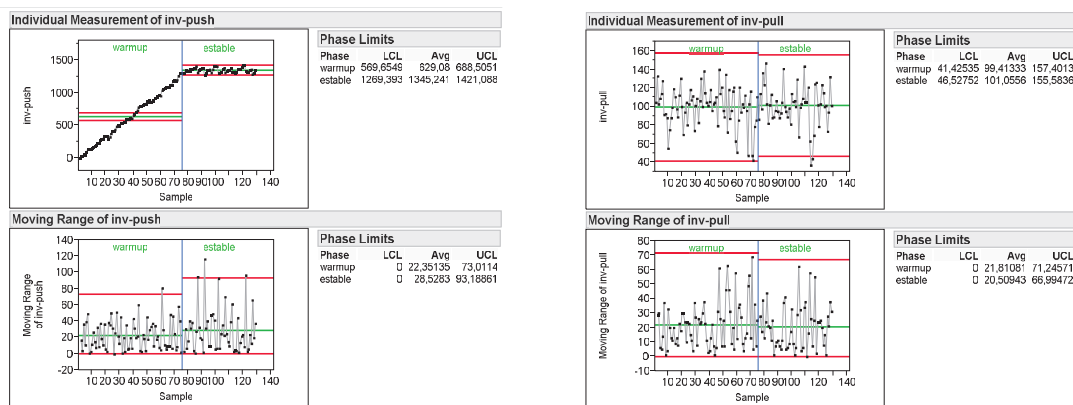 Individual Measurement of inv-push
warmup
estable
1500
1000
500
0
inv-push
10 20 30 40 50 60 70 80 90100 120 140
Sample
Phase Limits
Phase LCL Avg UCL
warmup 569,6549 629,08 688,5051
estable 1269,393 1345,241 1421,088
Moving Range of inv-push
warmup
estable
140
120
100
80
60
40
20
0
-20
Moving Range
of inv-push
10 20 30 40 50 60 70 80 90100 120 140
Sample
Phase Limits
Phase LCL Avg UCL
warmup 0 22,35135 73,0114
estable 0 28,5283 93,18861
Individual Measurement of inv-pull
warmup
estable
160
140
120
100
80
60
40
inv-pull
10 20 30 40 50 60 70 80 90100 120 140
Sample
Phase Limits
Phase LCL Avg UCL
warmup 41,42535 99,41333 157,4013
estable 46,52752 101,0556 155,5836
Moving Range of inv-pull
warmup
estable
80
70
60
50
40
30
20
10
0
-10
Moving Range of inv-pull
10 20 30 40 50 60 70 80 90100 120 140
Sample
Phase Limits
Phase LCL Avg UCL
warmup 0 21,81081 71,24571
estable 0 20,50943 66,99472